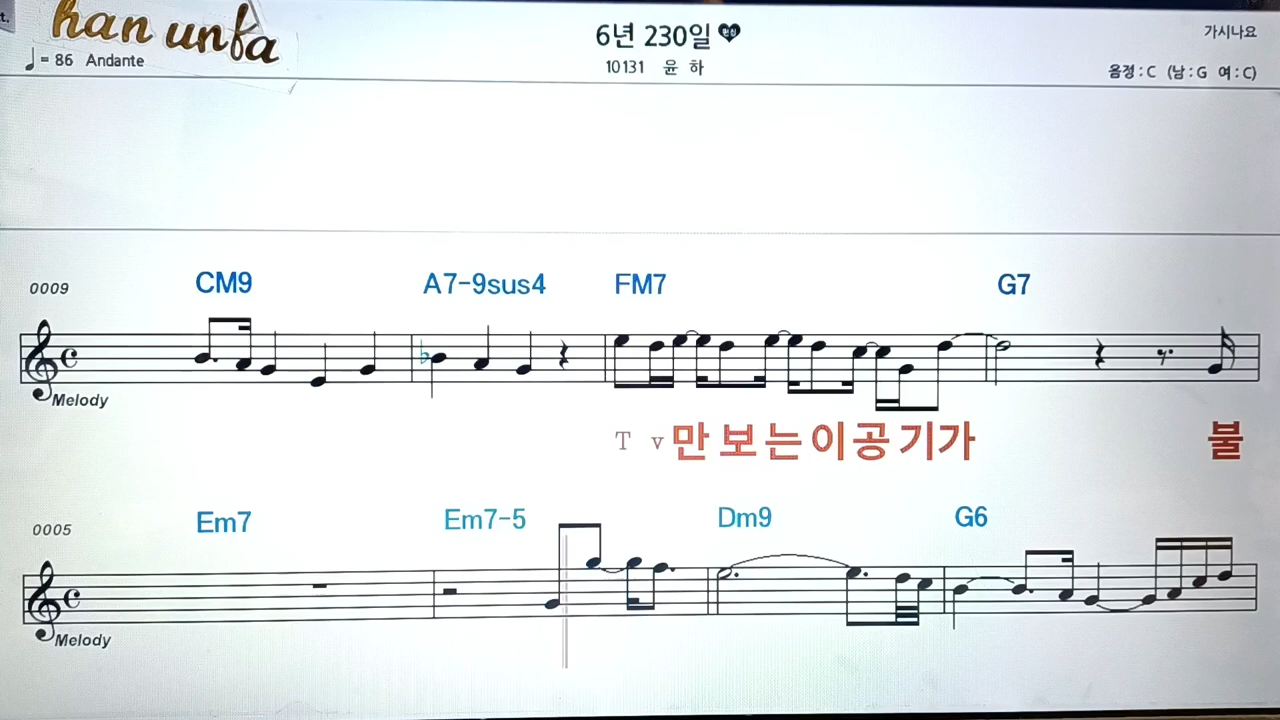 t.
han unfa
6년 230일
가시나요
♩= 86 Andante
10131 윤 하
음정 : C (남 : G 여 : C)
0009
CM9 A7-9sus4 FM7 G7
Melody
T v 만 보 는 이 공 기 가 불
0005
Em7 Em7-5 Dm9 G6
Melody